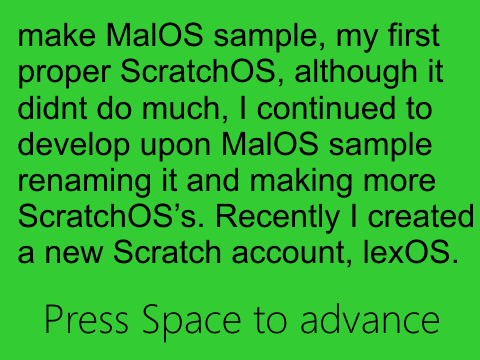 make MalOS sample, my first
proper ScratchOS, although it
didnt do much, I continued to
develop upon MalOS sample
renaming it and making more
ScratchOS’s. Recently I created
a new Scratch account, lexOS.
Press Space to advance